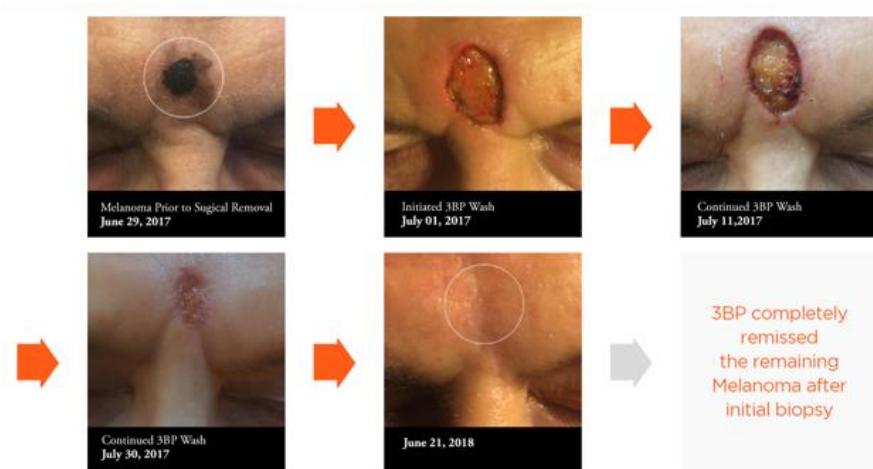 Melanoma Prior to Sugical Removal
June 29, 2017
Initiated 3BP Wash
July 01, 2017
Continued 3BP Wash
July 11,2017
Continued 3BP Wash
July 30, 2017
June 21, 2018
3BP completely
remissed
the remaining
Melanoma after
initial biopsy